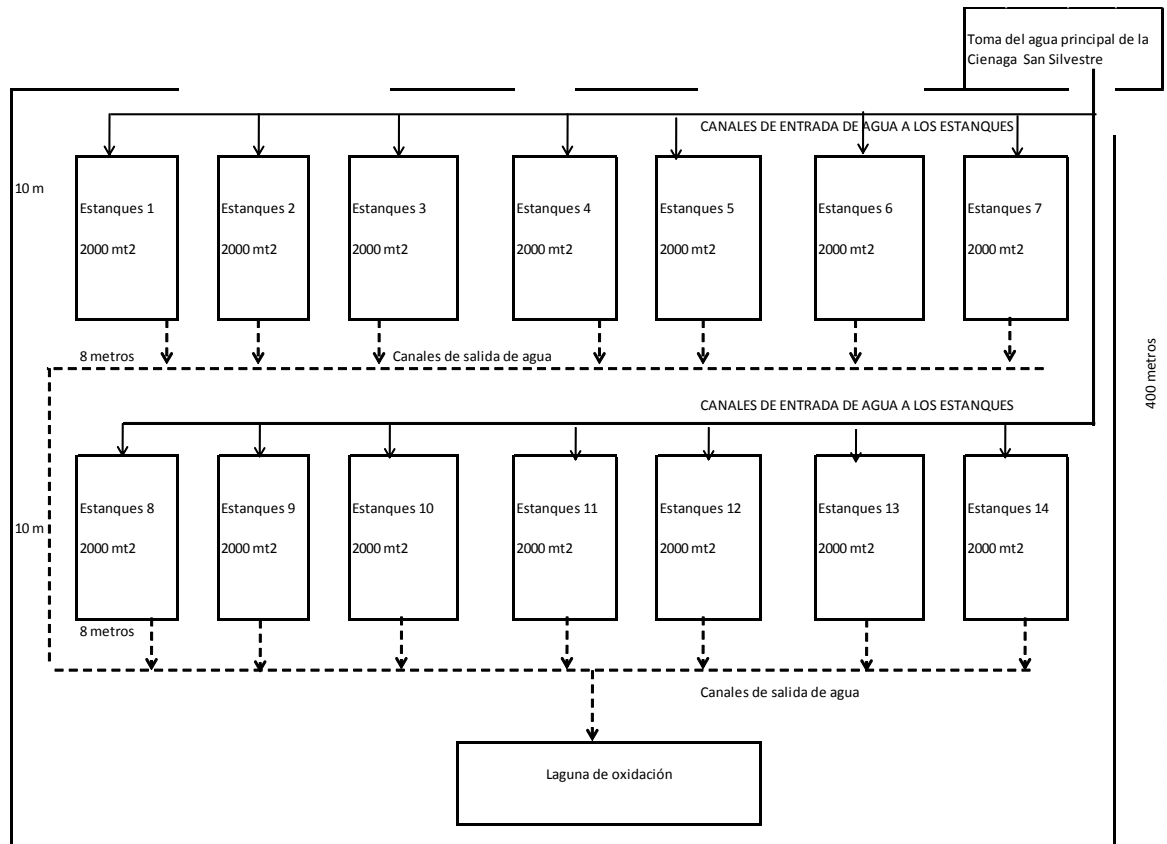 Toma del agua principal de la
Cienaga San Silvestre
CANALES DE ENTRADA DE AGUA A LOS ESTANQUES
10 m
Estanques 1
2000 mt2
Estanques 2
2000 mt2
Estanques 3
2000 mt2
Estanques 4
2000 mt2
Estanques 5
2000 mt2
Estanques 6
2000 mt2
Estanques 7
2000 mt2
8 metros
Canales de salida de agua
400 metros
CANALES DE ENTRADA DE AGUA A LOS ESTANQUES
10 m
Estanques 8
2000 mt2
Estanques 9
2000 mt2
Estanques 10
2000 mt2
Estanques 11
2000 mt2
Estanques 12
2000 mt2
Estanques 13
2000 mt2
Estanques 14
2000 mt2
8 metros
Canales de salida de agua
Laguna de oxidación